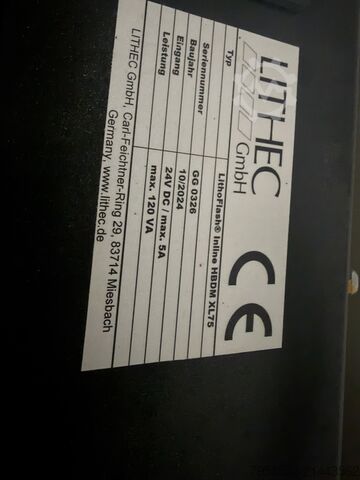 LITHEC
GmbH
CE
Typ LithoFlash® Inline HBDM XL75
Seriennummer GG 0326
Baujahr 10/2024
Eingang 24V DC / max. 5A
Leistung max. 120 VA
LITHEC GmbH, Carl-Feichtner-Ring 29, 83714 Miesbach
Germany, www.lithec.de